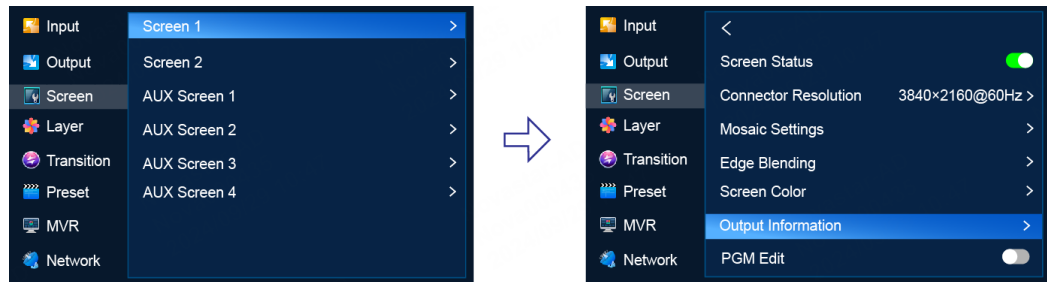 Input
Output
Screen
Layer
Transition
Preset
MVR
Network
Screen 1 >
Screen 2 >
AUX Screen 1 >
AUX Screen 2 >
AUX Screen 3 >
AUX Screen 4 >
Input
Output
Screen
Layer
Transition
Preset
MVR
Network
<
Screen Status
Connector Resolution 3840×2160@60Hz >
Mosaic Settings >
Edge Blending >
Screen Color >
Output Information >
PGM Edit